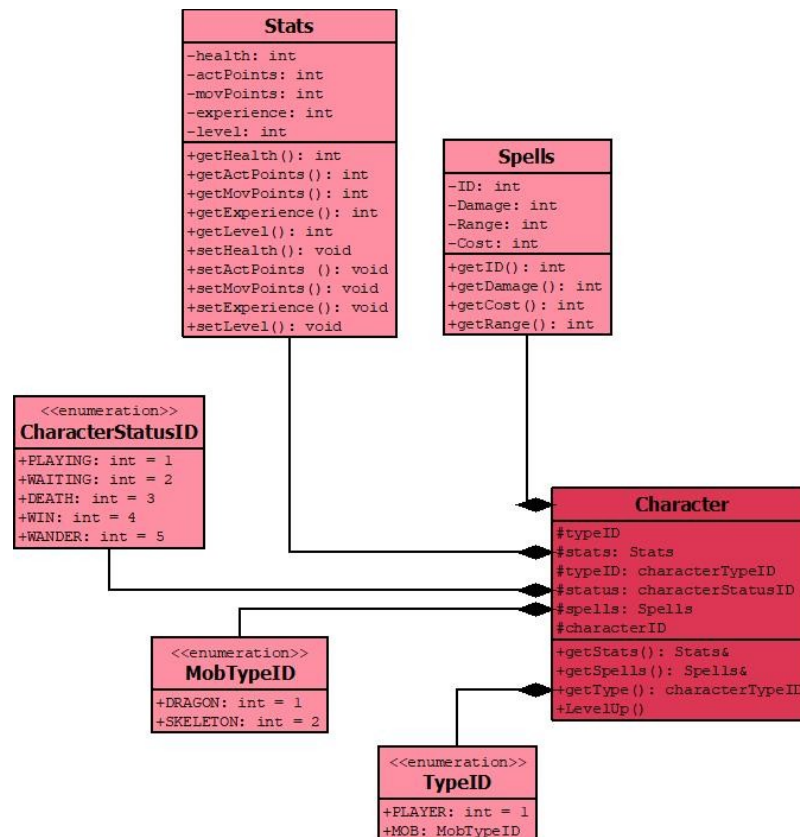 Stats
-health: int
-actPoints: int
-movPoints: int
-experience: int
-level: int
+getHealth(): int
+getActPoints(): int
+getMovPoints(): int
+getExperience(): int
+getLevel(): int
+setHealth(): void
+setActPoints (): void
+setMovPoints(): void
+setExperience(): void
+setLevel(): void
Spells
-ID: int
-Damage: int
-Range: int
-Cost: int
+getID(): int
+getDamage(): int
+getCost(): int
+getRange(): int
<<enumeration>>
CharacterStatusID
+PLAYING: int = 1
+WAITING: int = 2
+DEATH: int = 3
+WIN: int = 4
+WANDER: int = 5
Character
#typeID
#stats: Stats
#typeID: characterTypeID
#status: characterStatusID
#spells: Spells
#characterID
+getStats(): Stats&
+getSpells(): Spells&
+getType(): characterTypeID
+LevelUp()
<<enumeration>>
MobTypeID
+DRAGON: int = 1
+SKELETON: int = 2
<<enumeration>>
TypeID
+PLAYER: int = 1
+MOB: MobTypeID